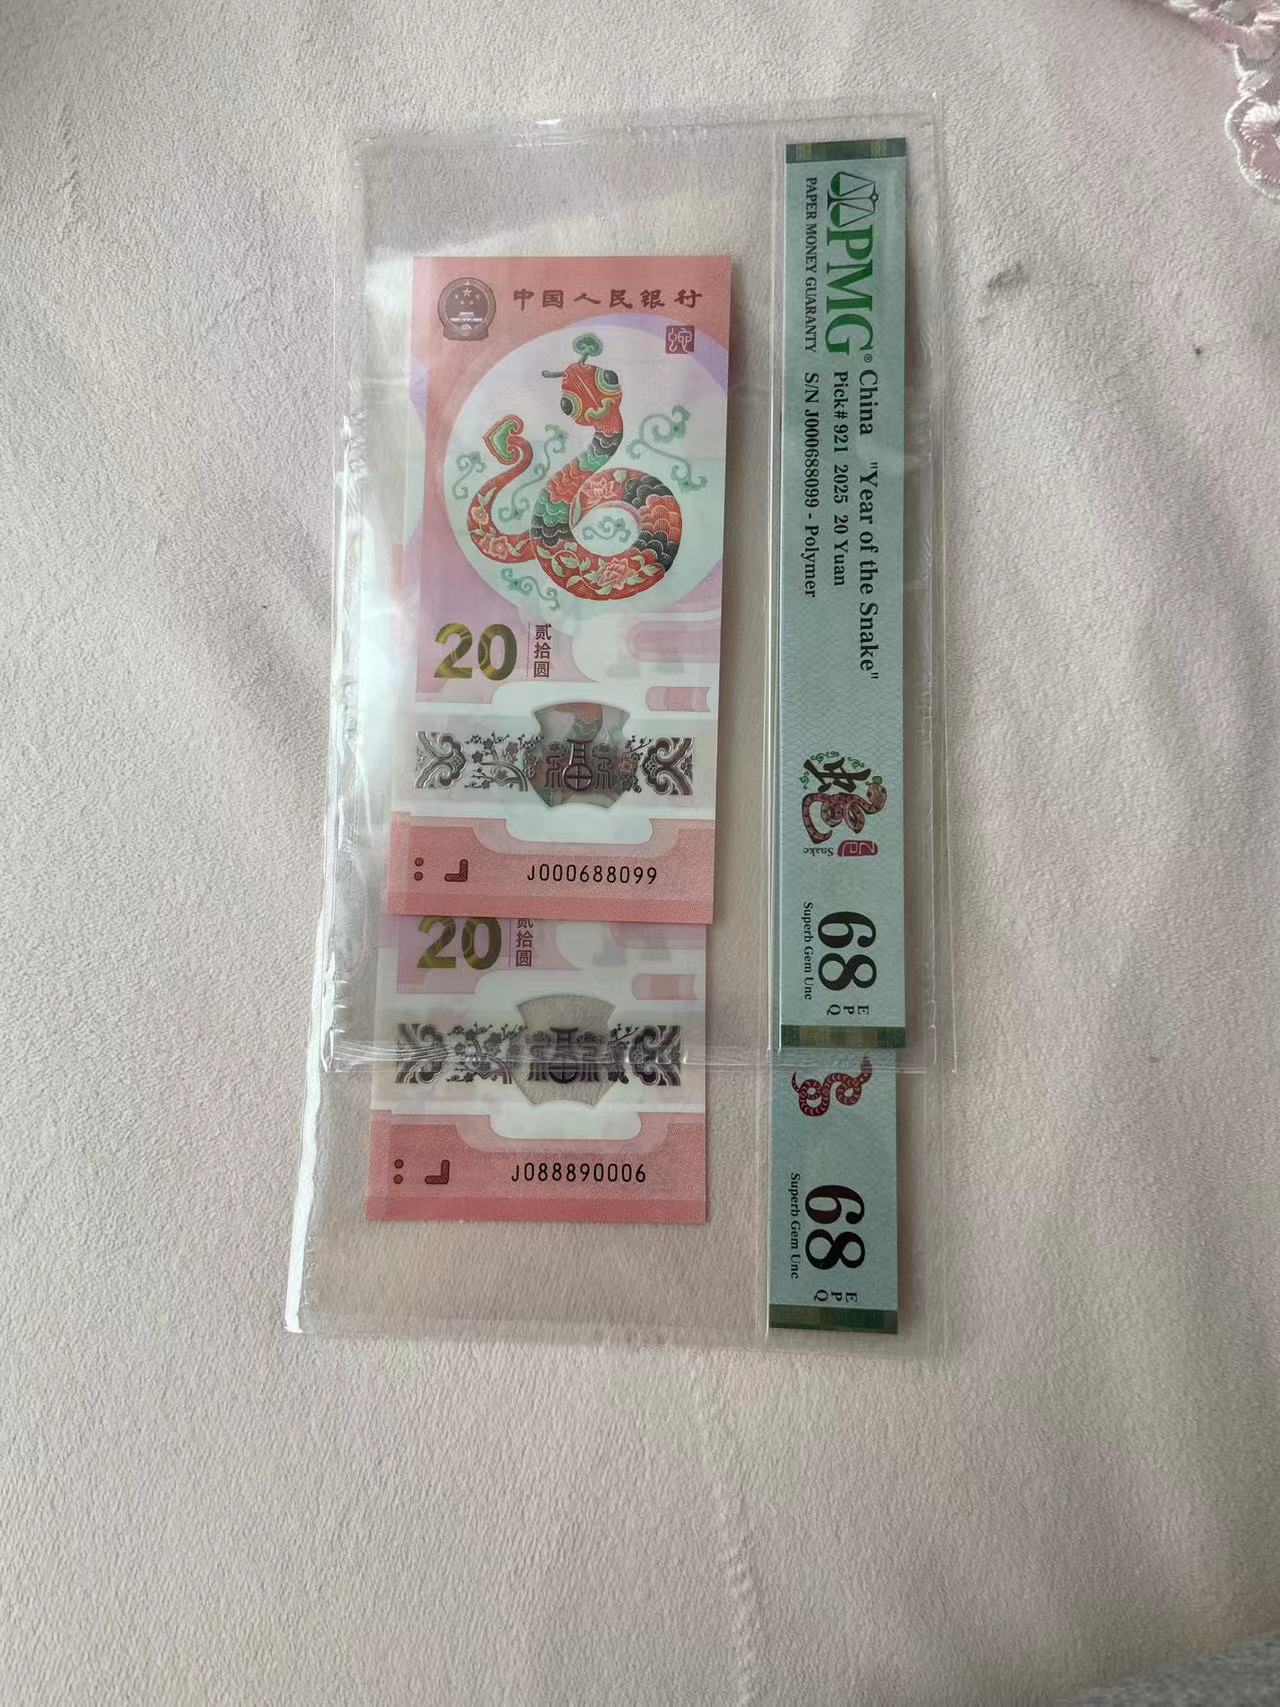 中国人民银行
蛇
20 贰拾圆
J000688099
20 贰拾圆
J088890006
PMG®
PAPER MONEY GUARANTY
China "Year of the Snake"
Pick# 921 2025 20 Yuan
S/N J000688099 - Polymer
Snake
68 EPQ
Superb Gem Unc
68 EPQ
Superb Gem Unc